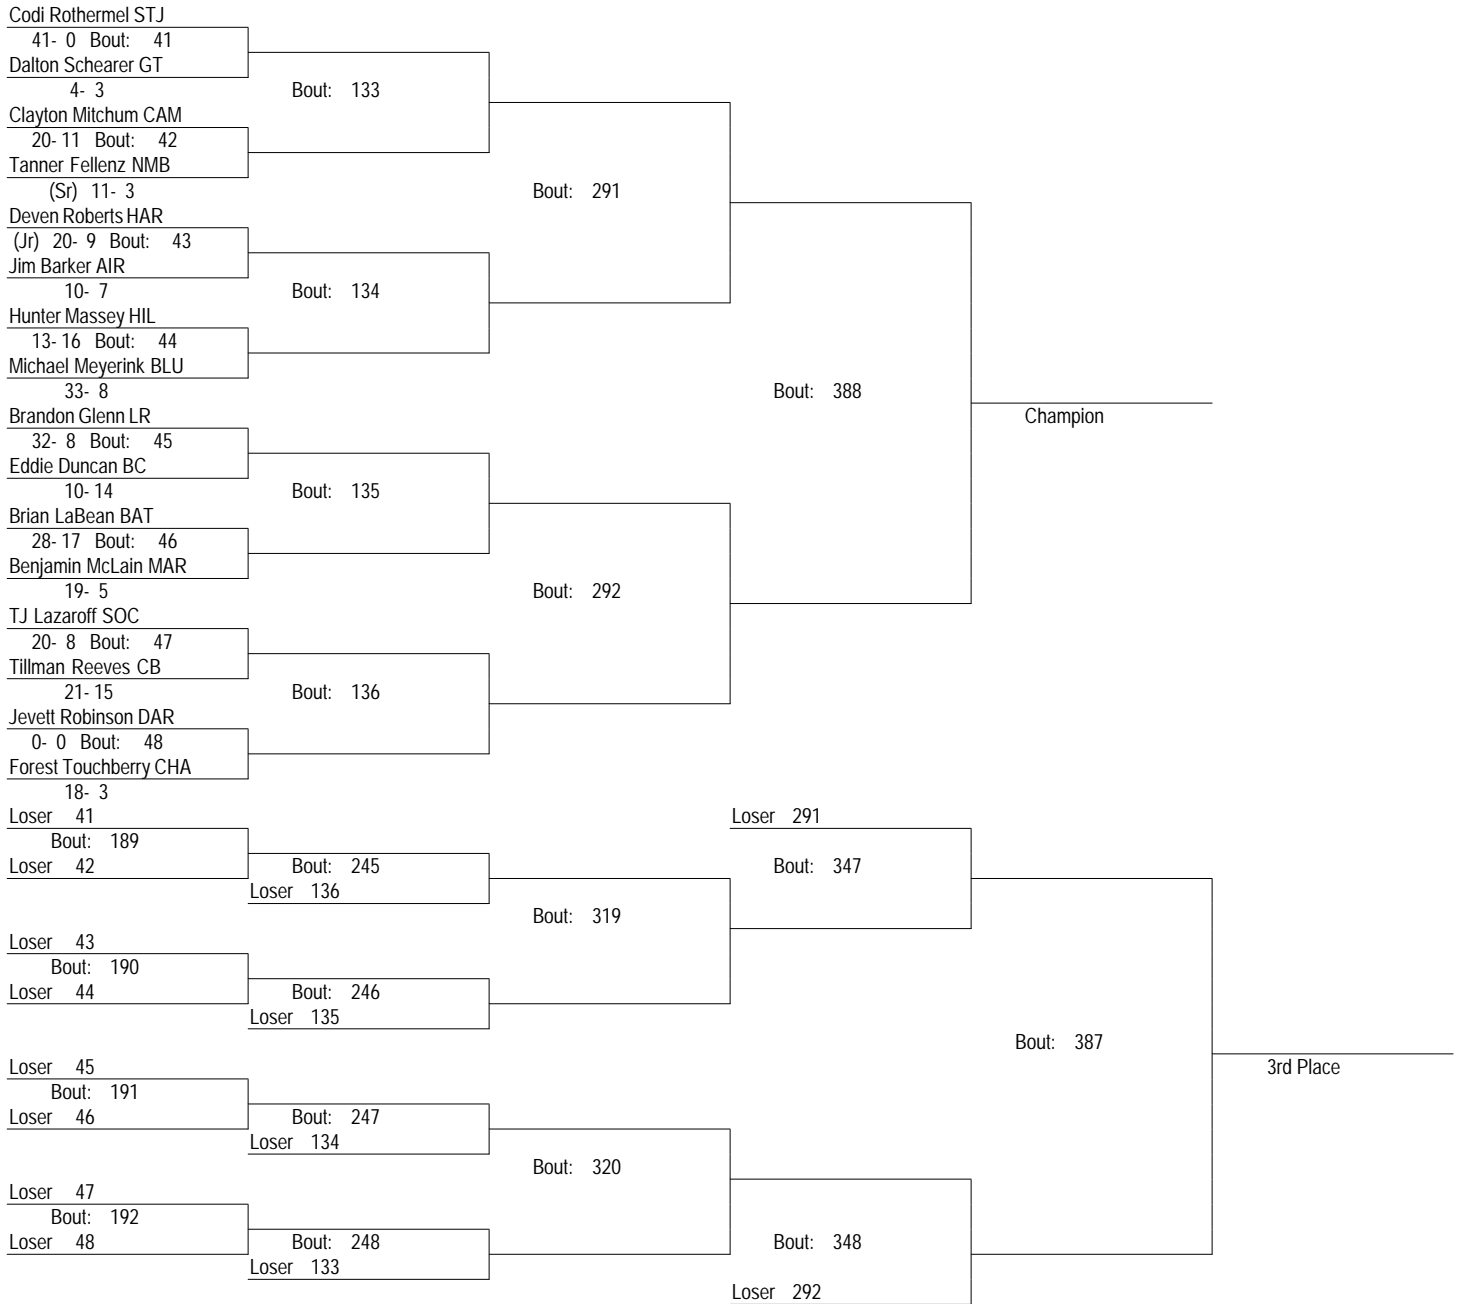 Codi Rothermel STJ
41- 0 Bout: 41
Dalton Schearer GT
4- 3 Bout: 133
Clayton Mitchum CAM
20- 11 Bout: 42
Tanner Fellenz NMB
(Sr) 11- 3 Bout: 291
Deven Roberts HAR
(Jr) 20- 9 Bout: 43
Jim Barker AIR
10- 7 Bout: 134
Hunter Massey HIL
13- 16 Bout: 44
Michael Meyerink BLU
33- 8 Bout: 388
Brandon Glenn LR Champion
32- 8 Bout: 45
Eddie Duncan BC
10- 14 Bout: 135
Brian LaBean BAT
28- 17 Bout: 46
Benjamin McLain MAR
19- 5 Bout: 292
TJ Lazaroff SOC
20- 8 Bout: 47
Tillman Reeves CB
21- 15 Bout: 136
Jevett Robinson DAR
0- 0 Bout: 48
Forest Touchberry CHA
18- 3
Loser 41 Loser 291
Bout: 189
Loser 42 Bout: 245 Bout: 347
Loser 136
Bout: 319
Loser 43
Bout: 190
Loser 44 Bout: 246
Loser 135
Bout: 387
Loser 45 3rd Place
Bout: 191
Loser 46 Bout: 247
Loser 134
Bout: 320
Loser 47
Bout: 192
Loser 48 Bout: 248 Bout: 348
Loser 133
Loser 292